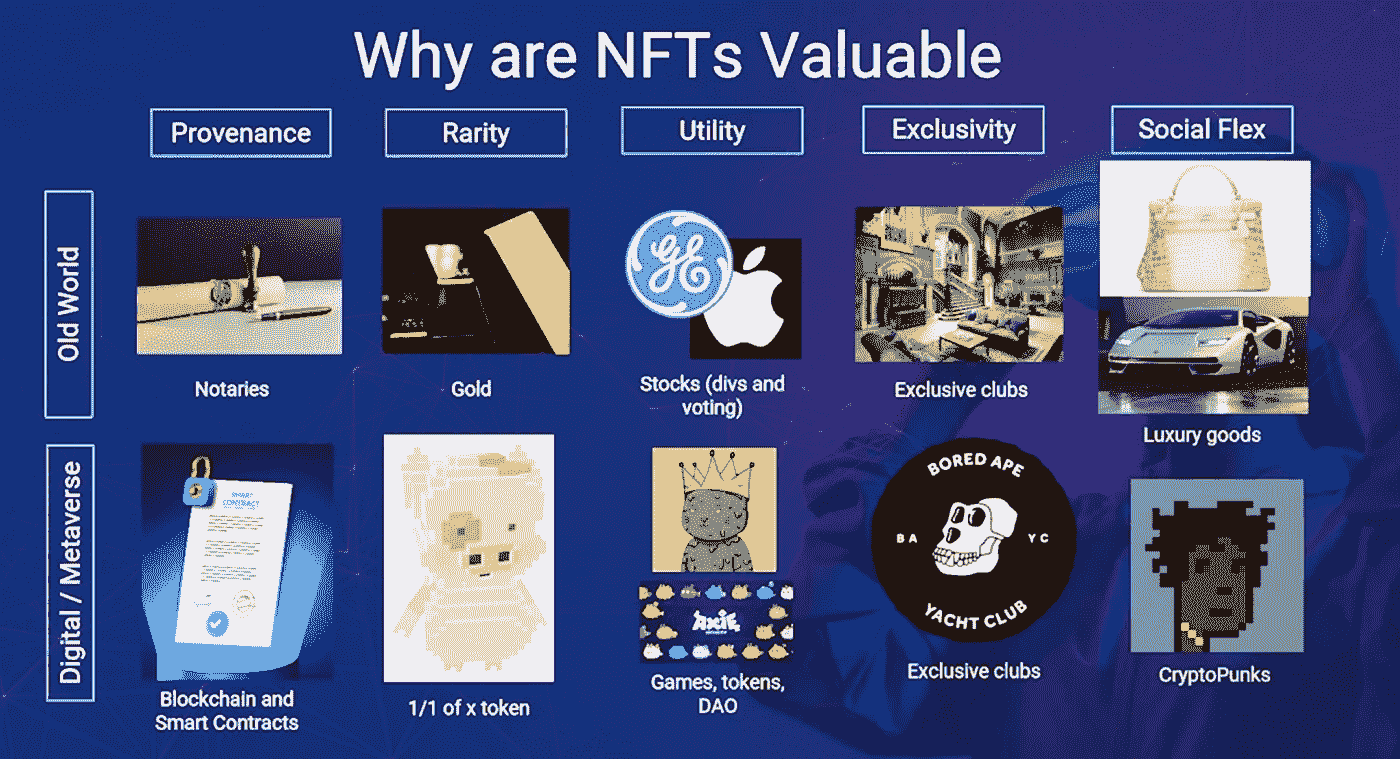 Why are NFTs Valuable
Provenance
Rarity
Utility
Exclusivity
Social Flex
Old World
Notaries
Gold
GE
Stocks (divs and
voting)
Exclusive clubs
Luxury goods
Digital / Metaverse
SMART
CONTRACT
Blockchain and
Smart Contracts
1/1 of x token
Axie
Games, tokens,
DAO
BORED APE
BA
YC
YACHT CLUB
Exclusive clubs
CryptoPunks